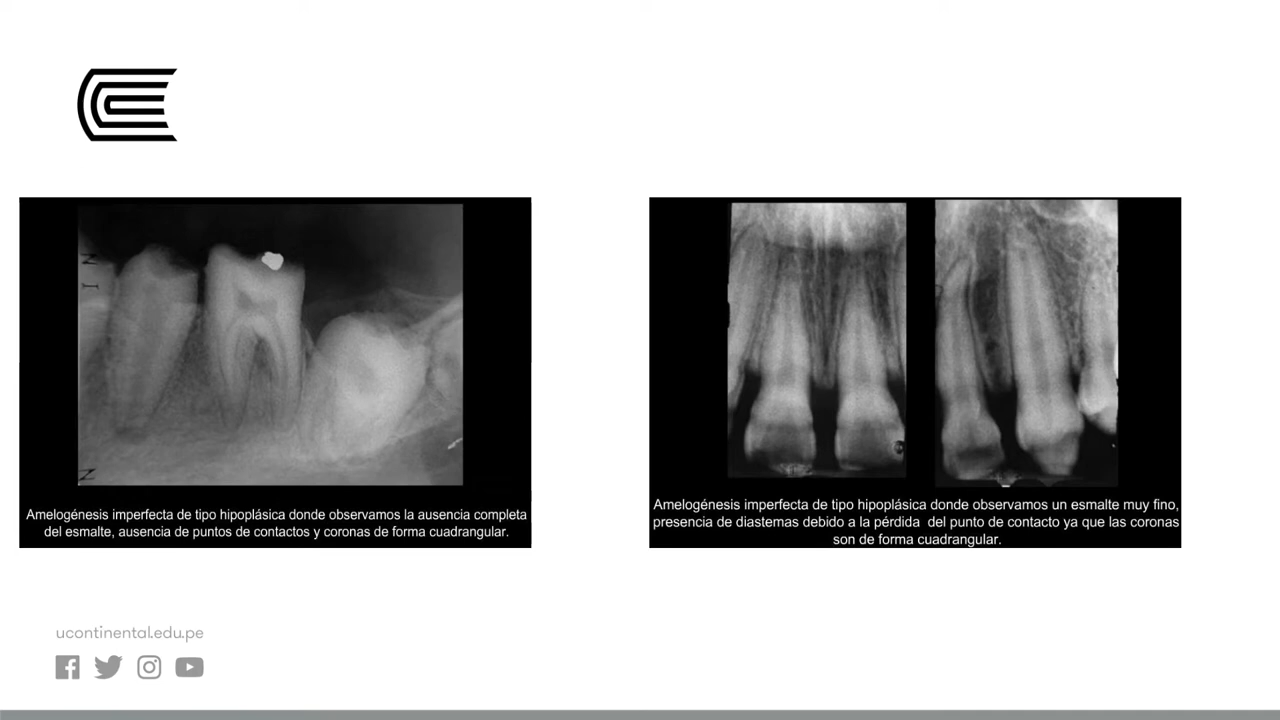 Amelogénesis imperfecta de tipo hipoplásica donde observamos la ausencia completa
del esmalte, ausencia de puntos de contactos y coronas de forma cuadrangular.
Amelogénesis imperfecta de tipo hipoplásica donde observamos un esmalte muy fino,
presencia de diastemas debido a la pérdida del punto de contacto ya que las coronas
son de forma cuadrangular.
ucontinental.edu.pe